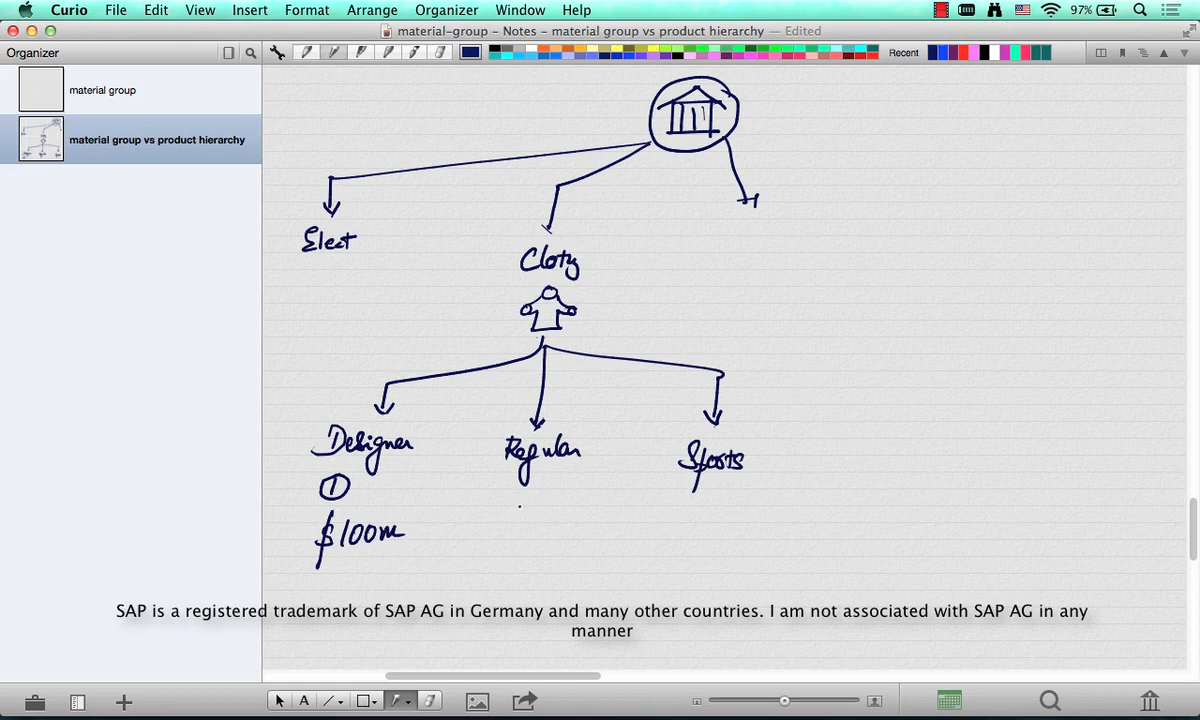 Curio File Edit View Insert Format Arrange Organizer Window Help 97%
material-group – Notes – material group vs product hierarchy — Edited
Organizer
Recent
material group
material group vs product hierarchy
Elect
Cloty
Designer Regular Sports
1
$100m
A
SAP is a registered trademark of SAP AG in Germany and many other countries. I am not associated with SAP AG in any
manner